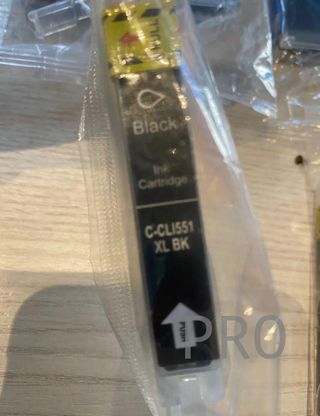 Black
Ink
Cartridge
C-CLI551
XL BK
PUSH
PRO